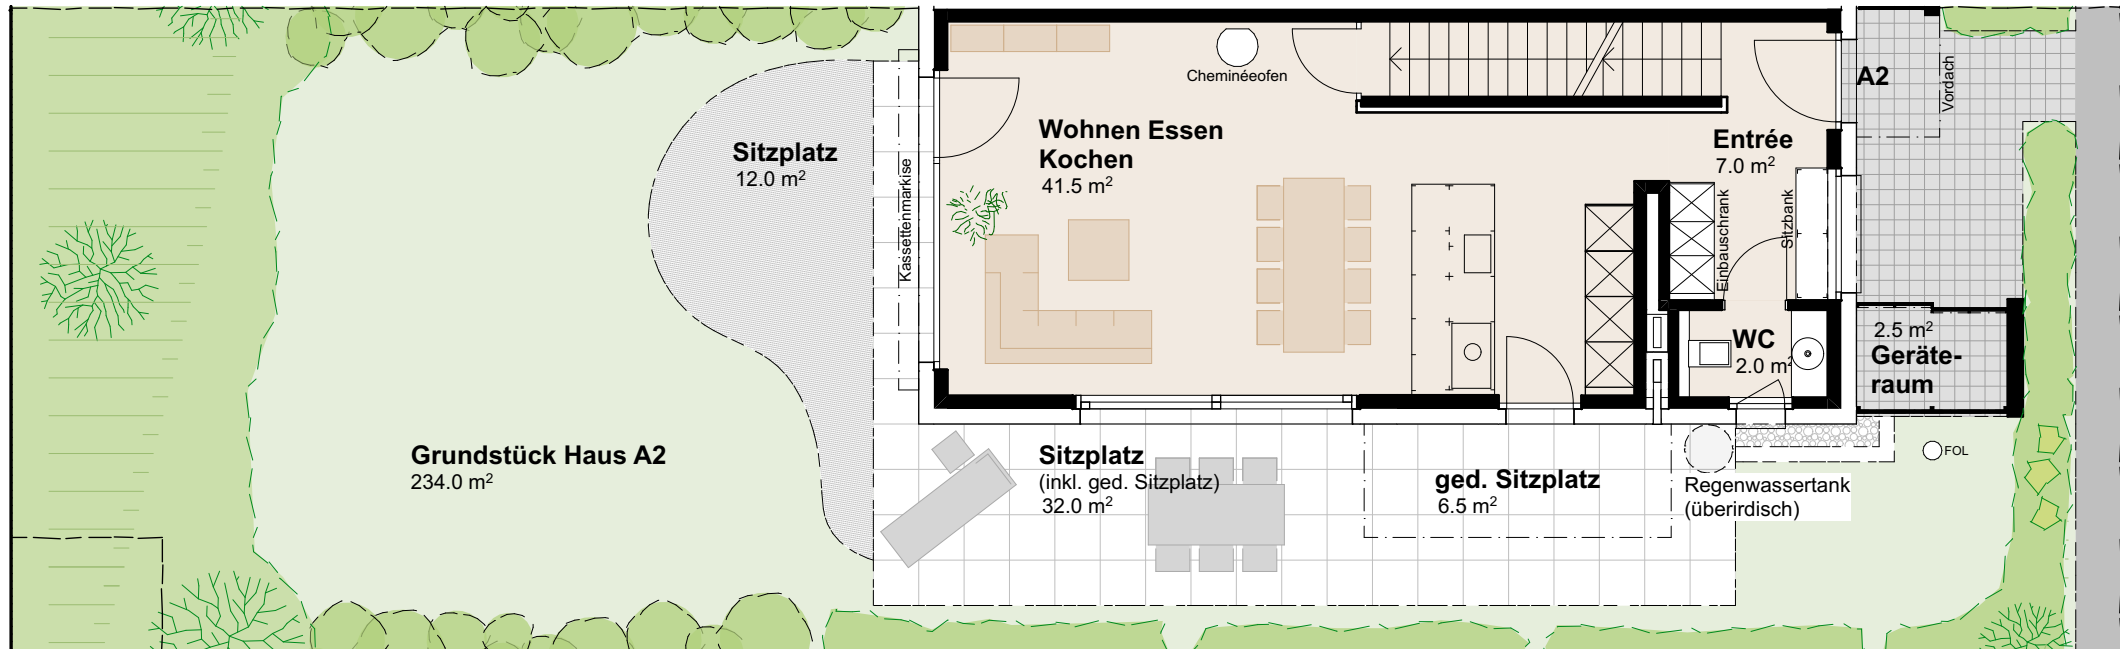 Cheminéeofen
A2
Vordach
Wohnen Essen
Kochen
41.5 m²
Entrée
7.0 m²
Sitzplatz
12.0 m²
Kassettenmarkise
Einbauschrank
Sitzbank
WC
2.0 m²
2.5 m²
Geräte-
raum
Grundstück Haus A2
234.0 m²
Sitzplatz
(inkl. ged. Sitzplatz)
32.0 m²
ged. Sitzplatz
6.5 m²
Regenwassertank
(überirdisch)
FOL